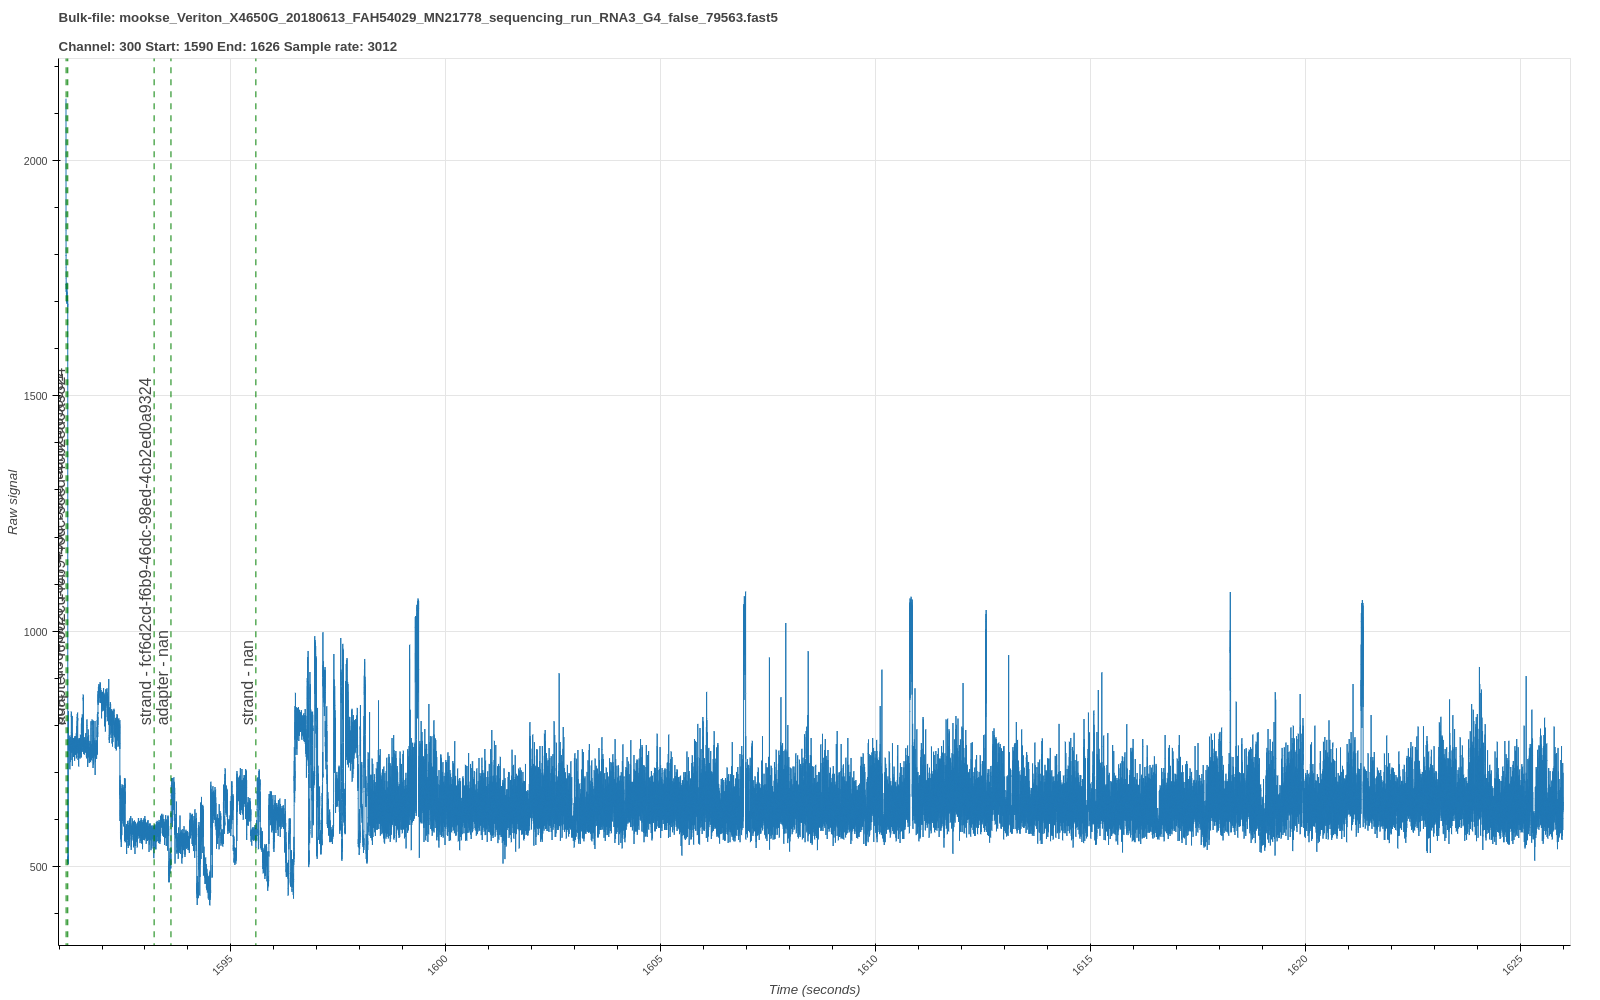 Bulk-file: mookse_Veriton_X4650G_20180613_FAH54029_MN21778_sequencing_run_RNA3_G4_false_79563.fast5
Channel: 300 Start: 1590 End: 1626 Sample rate: 3012
2000
1500
1000
500
Raw signal
strand - fcf6d2cd-f6b9-46dc-98ed-4cb2ed0a9324
adapter - nan
strand - nan
1595
1600
1605
1610
1615
1620
1625
Time (seconds)